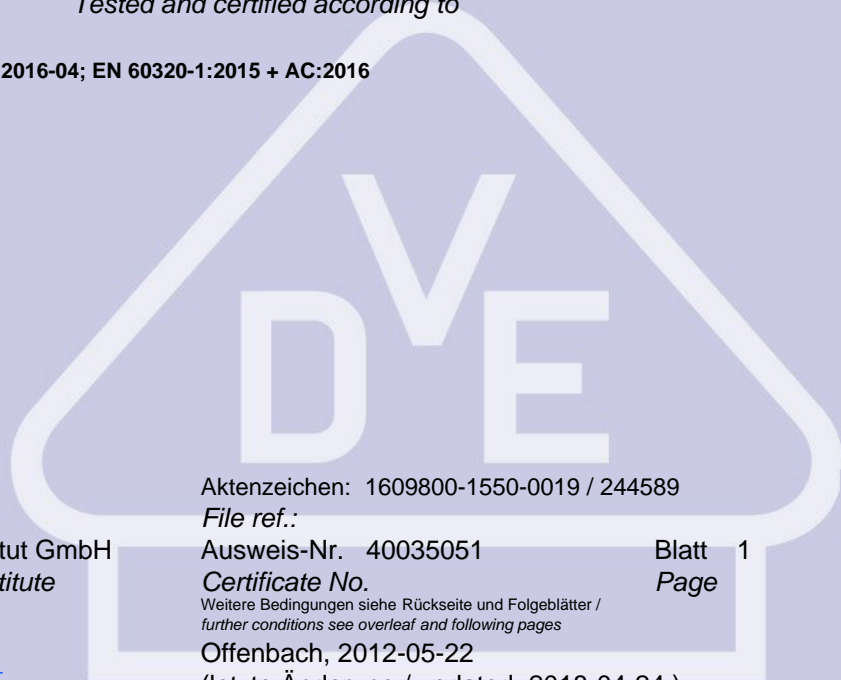 Tested and certified according to
2016-04; EN 60320-1:2015 + AC:2016
DVE
Aktenzeichen: 1609800-1550-0019 / 244589
File ref.:
tut GmbH Ausweis-Nr. 40035051 Blatt 1
titute Certificate No. Page
Weitere Bedingungen siehe Rückseite und Folgeblätter /
further conditions see overleaf and following pages
Offenbach, 2012-05-22